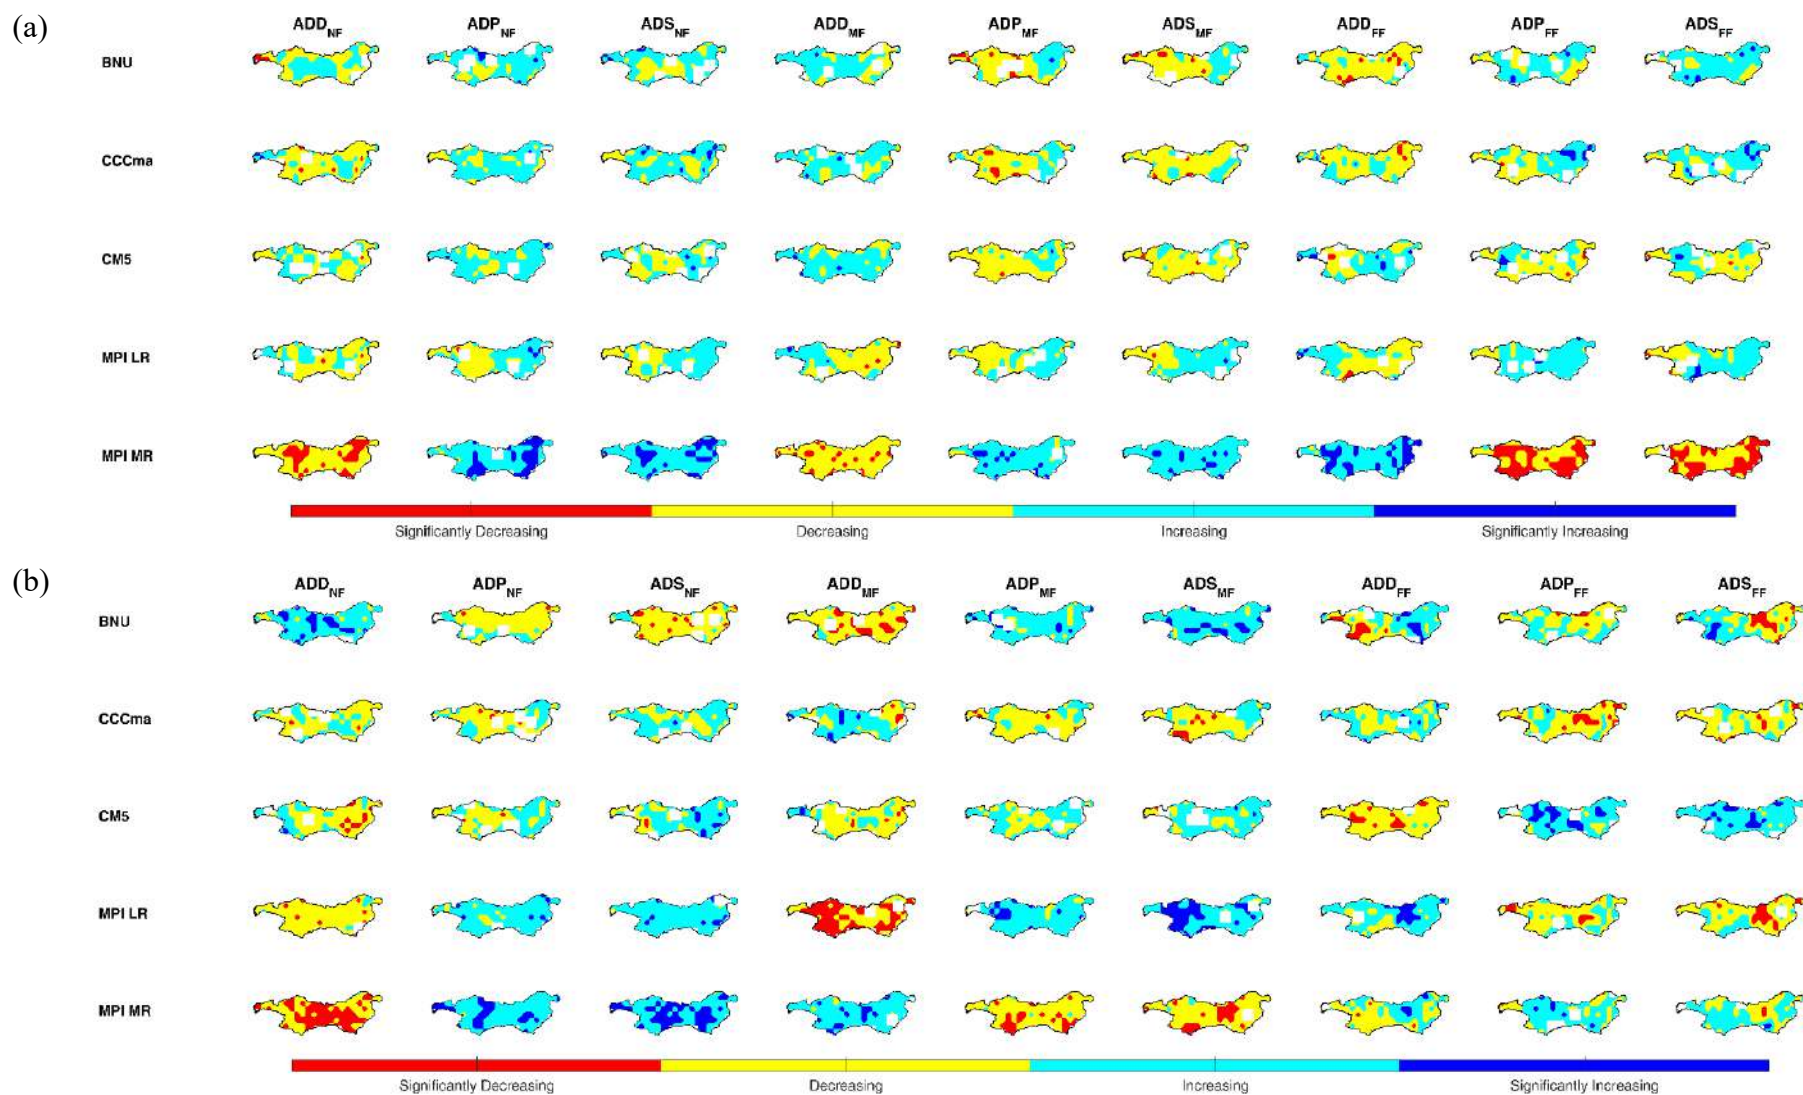 (a)
ADD_NF ADP_NF ADS_NF ADD_MF ADP_MF ADS_MF ADD_FF ADP_FF ADS_FF
BNU
CCCma
CM5
MPI LR
MPI MR
Significantly Decreasing Decreasing Increasing Significantly Increasing
(b)
ADD_NF ADP_NF ADS_NF ADD_MF ADP_MF ADS_MF ADD_FF ADP_FF ADS_FF
BNU
CCCma
CM5
MPI LR
MPI MR
Significantly Decreasing Decreasing Increasing Significantly Increasing